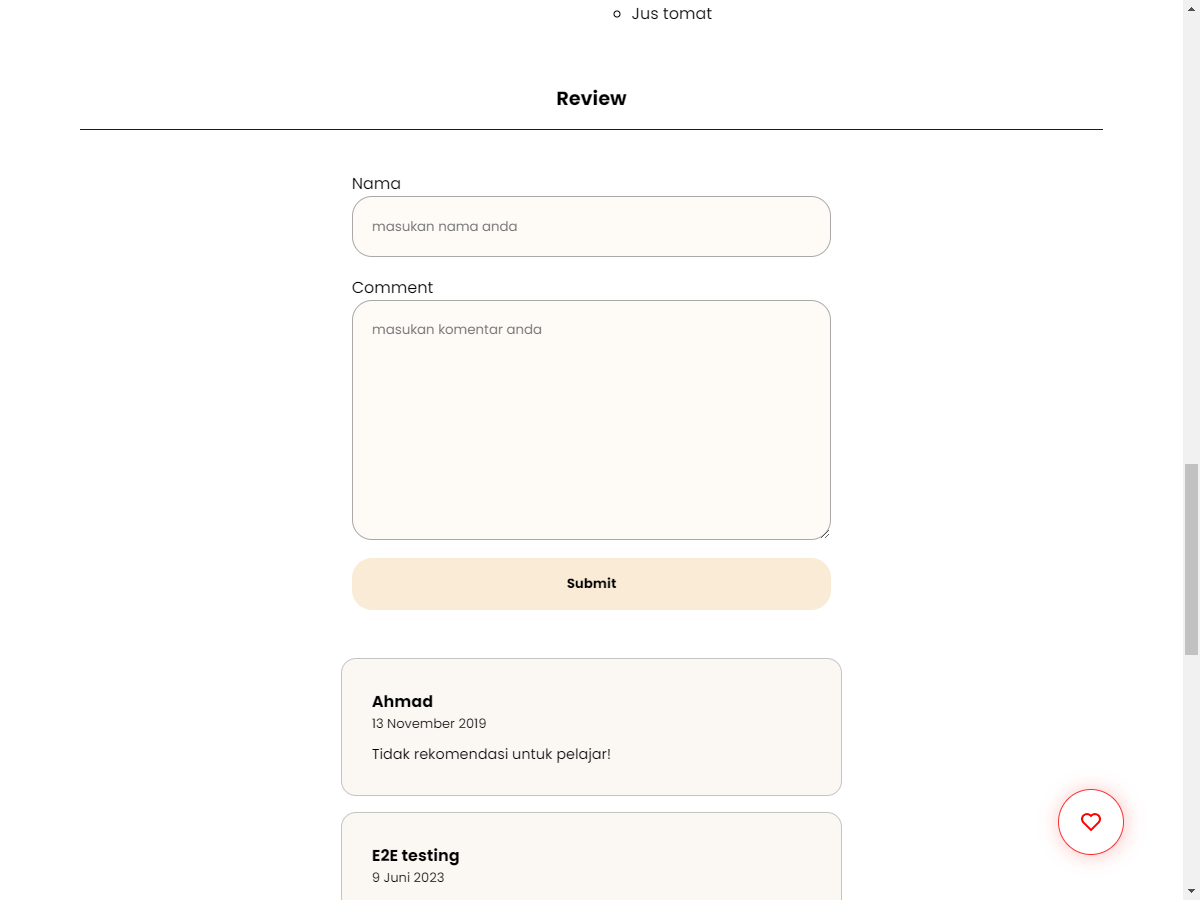 Jus tomat
Review
Nama
masukan nama anda
Comment
masukan komentar anda
Submit
Ahmad
13 November 2019
Tidak rekomendasi untuk pelajar!
E2E testing
9 Juni 2023